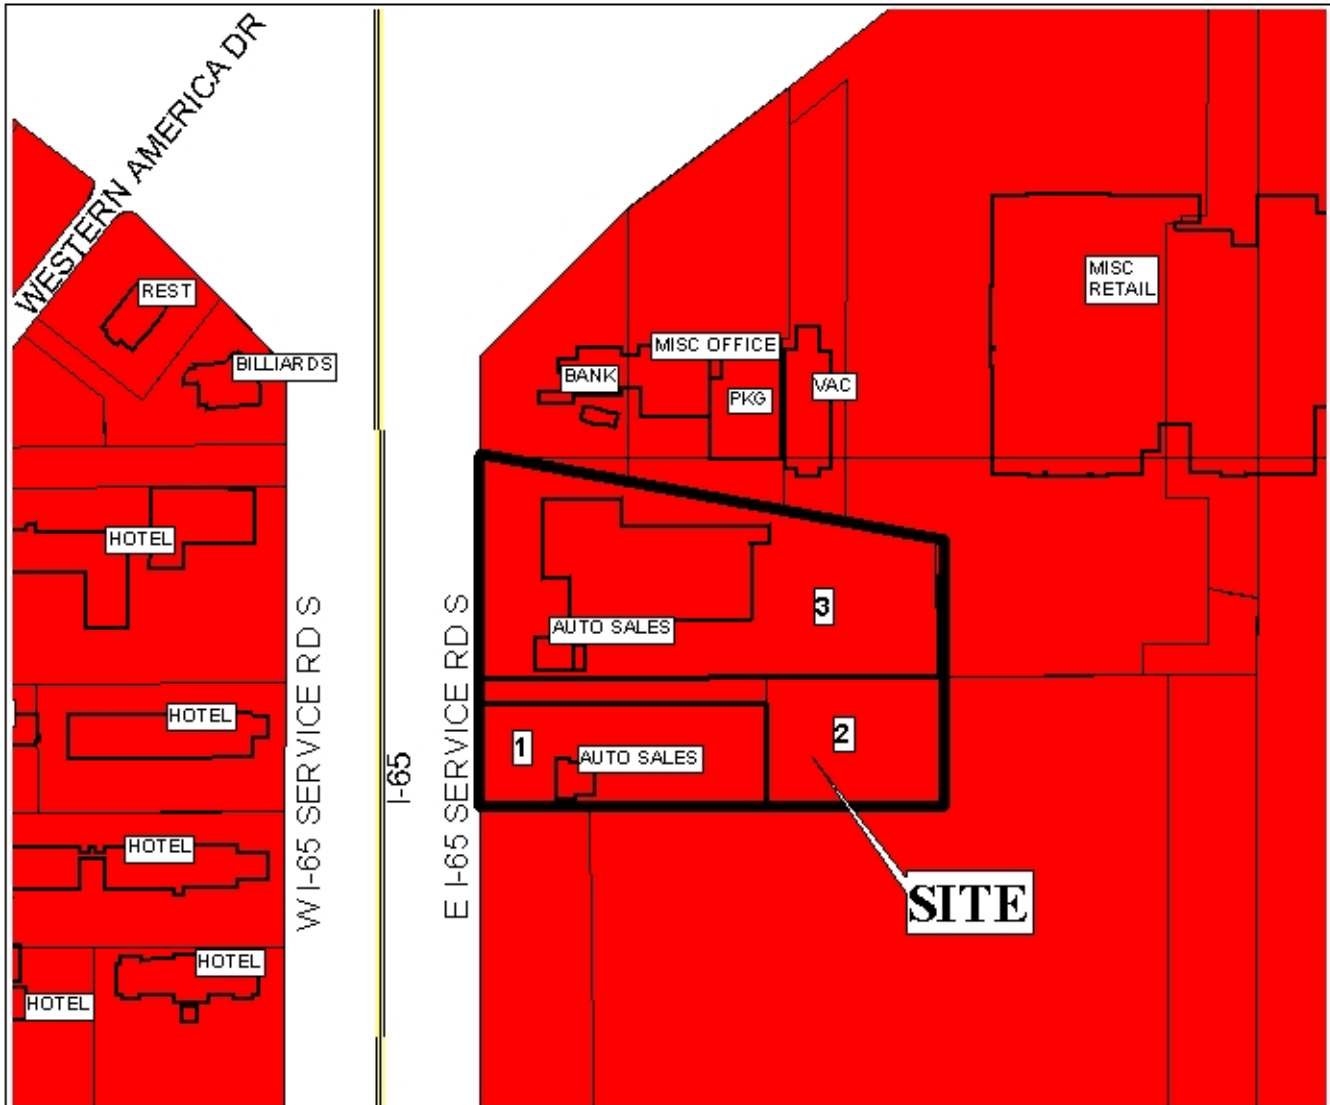 WESTERN AMERICA DR
REST
BILLIARDS
MISC
RETAIL
MISC OFFICE
BANK
PKG
VAC
HOTEL
AUTO SALES
3
W I-65 SERVICE RD S
I-65
E I-65 SERVICE RD S
HOTEL
1
AUTO SALES
2
HOTEL
SITE
HOTEL
HOTEL